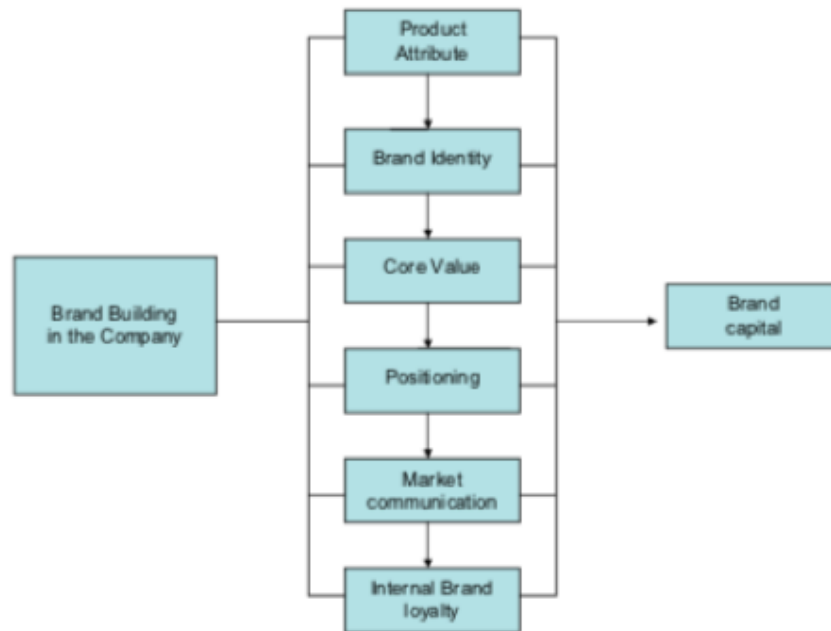 Product
Attribute
Brand Identity
Core Value
Brand Building
in the Company
Brand
capital
Positioning
Market
communication
Internal Brand
loyalty